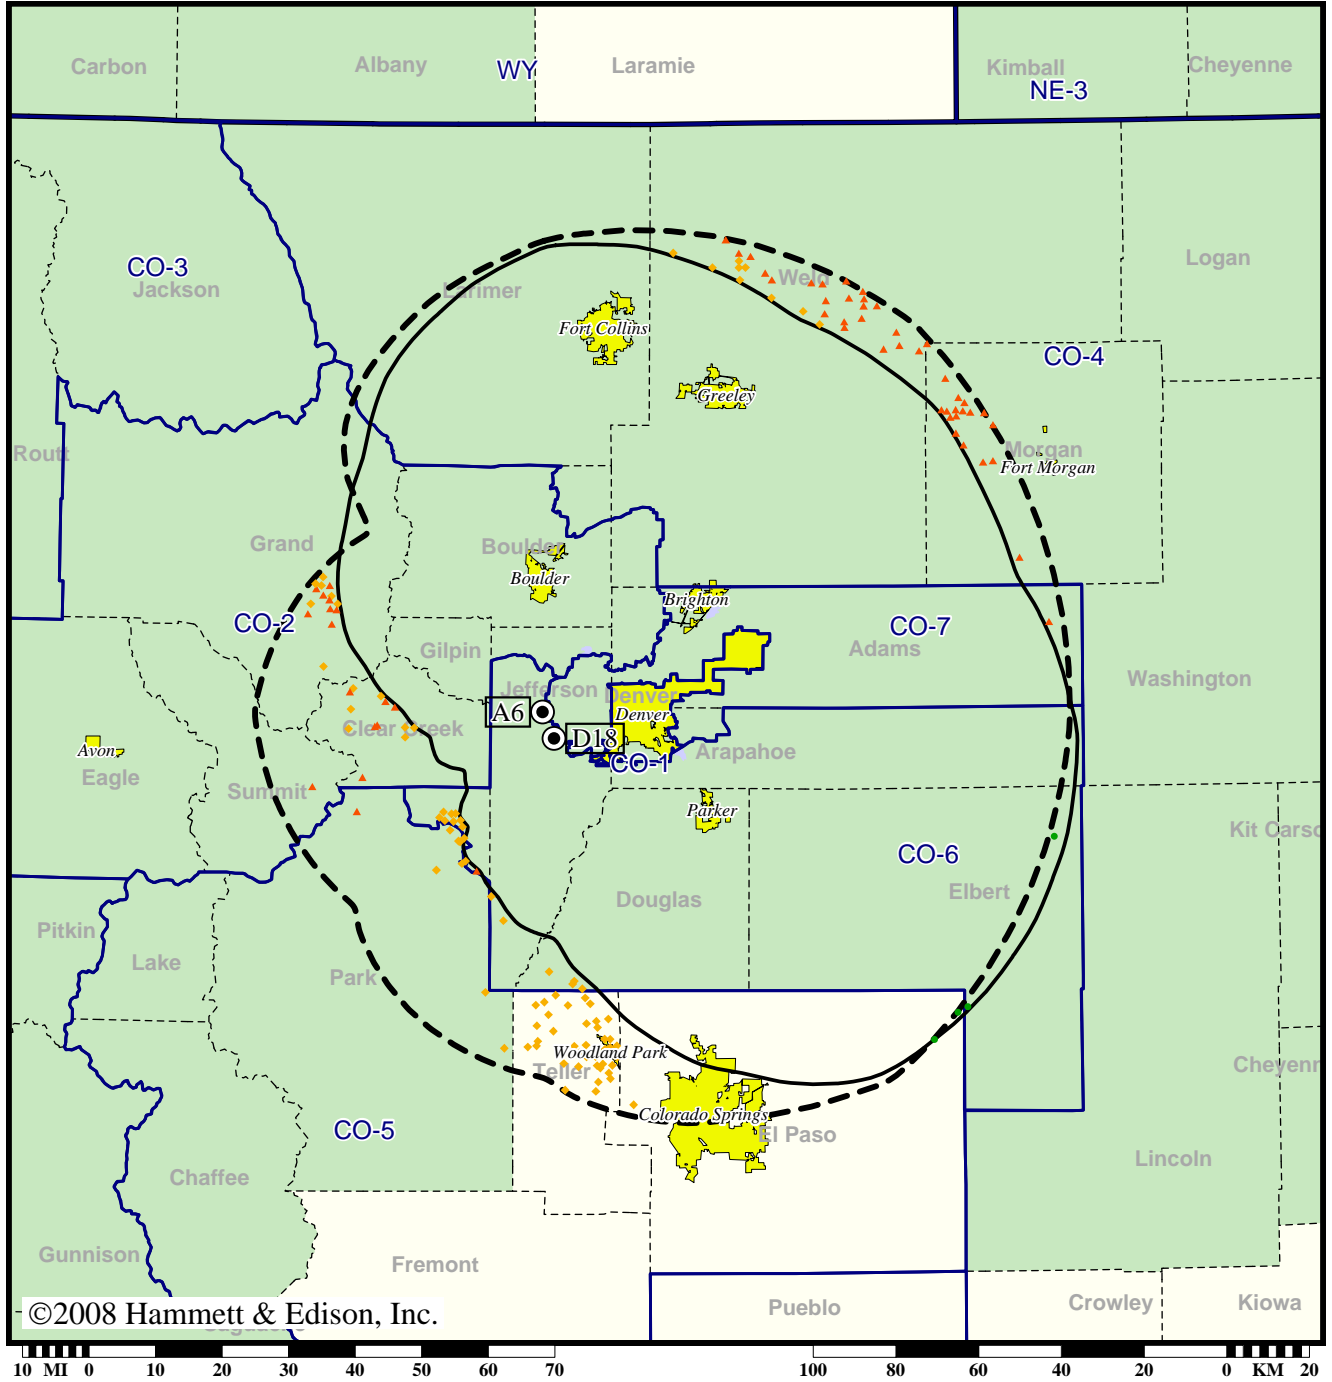 Carbon
Albany
WY
Laramie
Kimball
Cheyenne
NE-3
CO-3
Jackson
Larimer
Weld
Logan
Fort Collins
CO-4
Greeley
Routt
Morgan
Fort Morgan
Grand
Boulder
Boulder
Brighton
CO-2
CO-7
Gilpin
Adams
Washington
Jefferson
Denver
A6
Denver
Clear Creek
D18
Avon
Arapahoe
CO-1
Eagle
Summit
Parker
Kit Carso
CO-6
Elbert
Douglas
Pitkin
Lake
Park
Woodland Park
Teller
Cheyenn
Colorado Springs
CO-5
El Paso
Lincoln
Chaffee
Gunnison
Fremont
Pueblo
Crowley
Kiowa
©2008 Hammett & Edison, Inc.
10 MI 0 10 20 30 40 50 60 70 100 80 60 40 20 0 KM 20